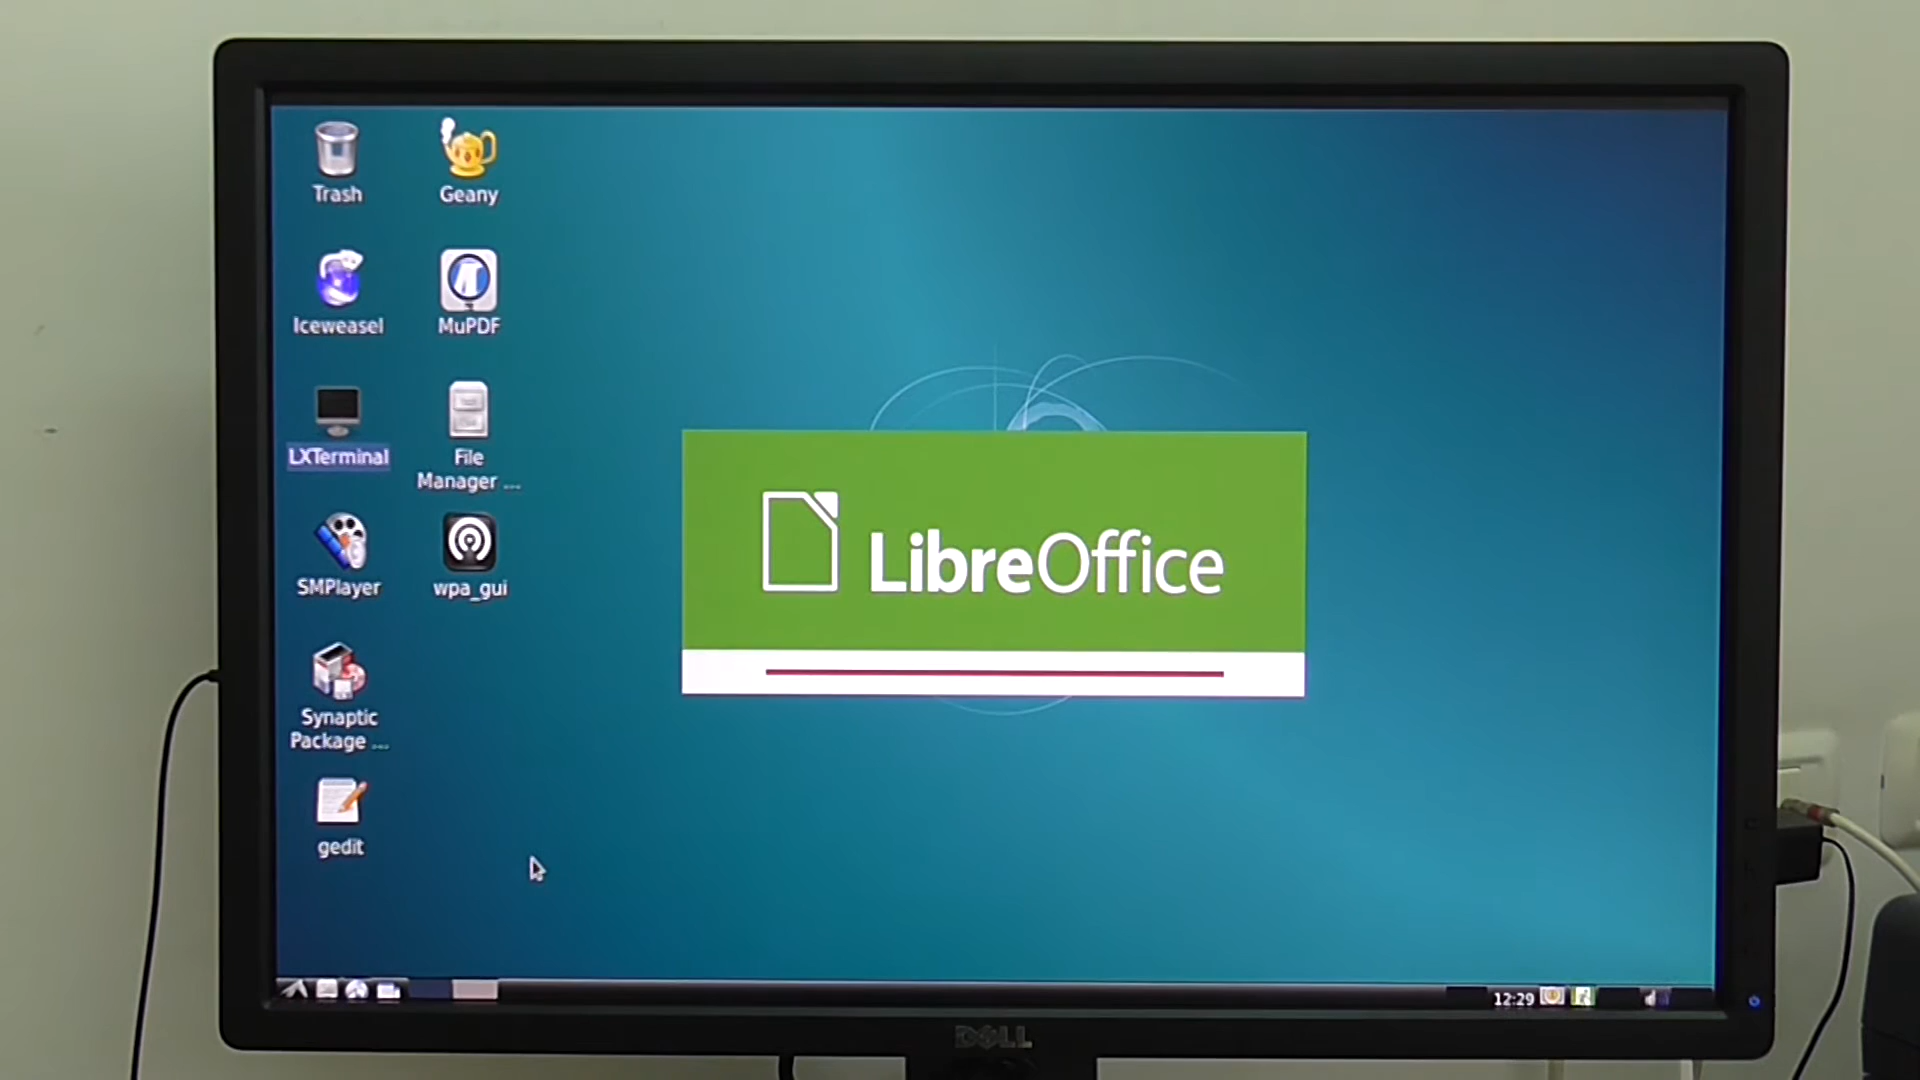 Trash
Geany
Iceweasel
MuPDF
LXTerminal
File
Manager ...
SMPlayer
wpa_gui
Synaptic
Package ...
gedit
LibreOffice
12:29
DELL